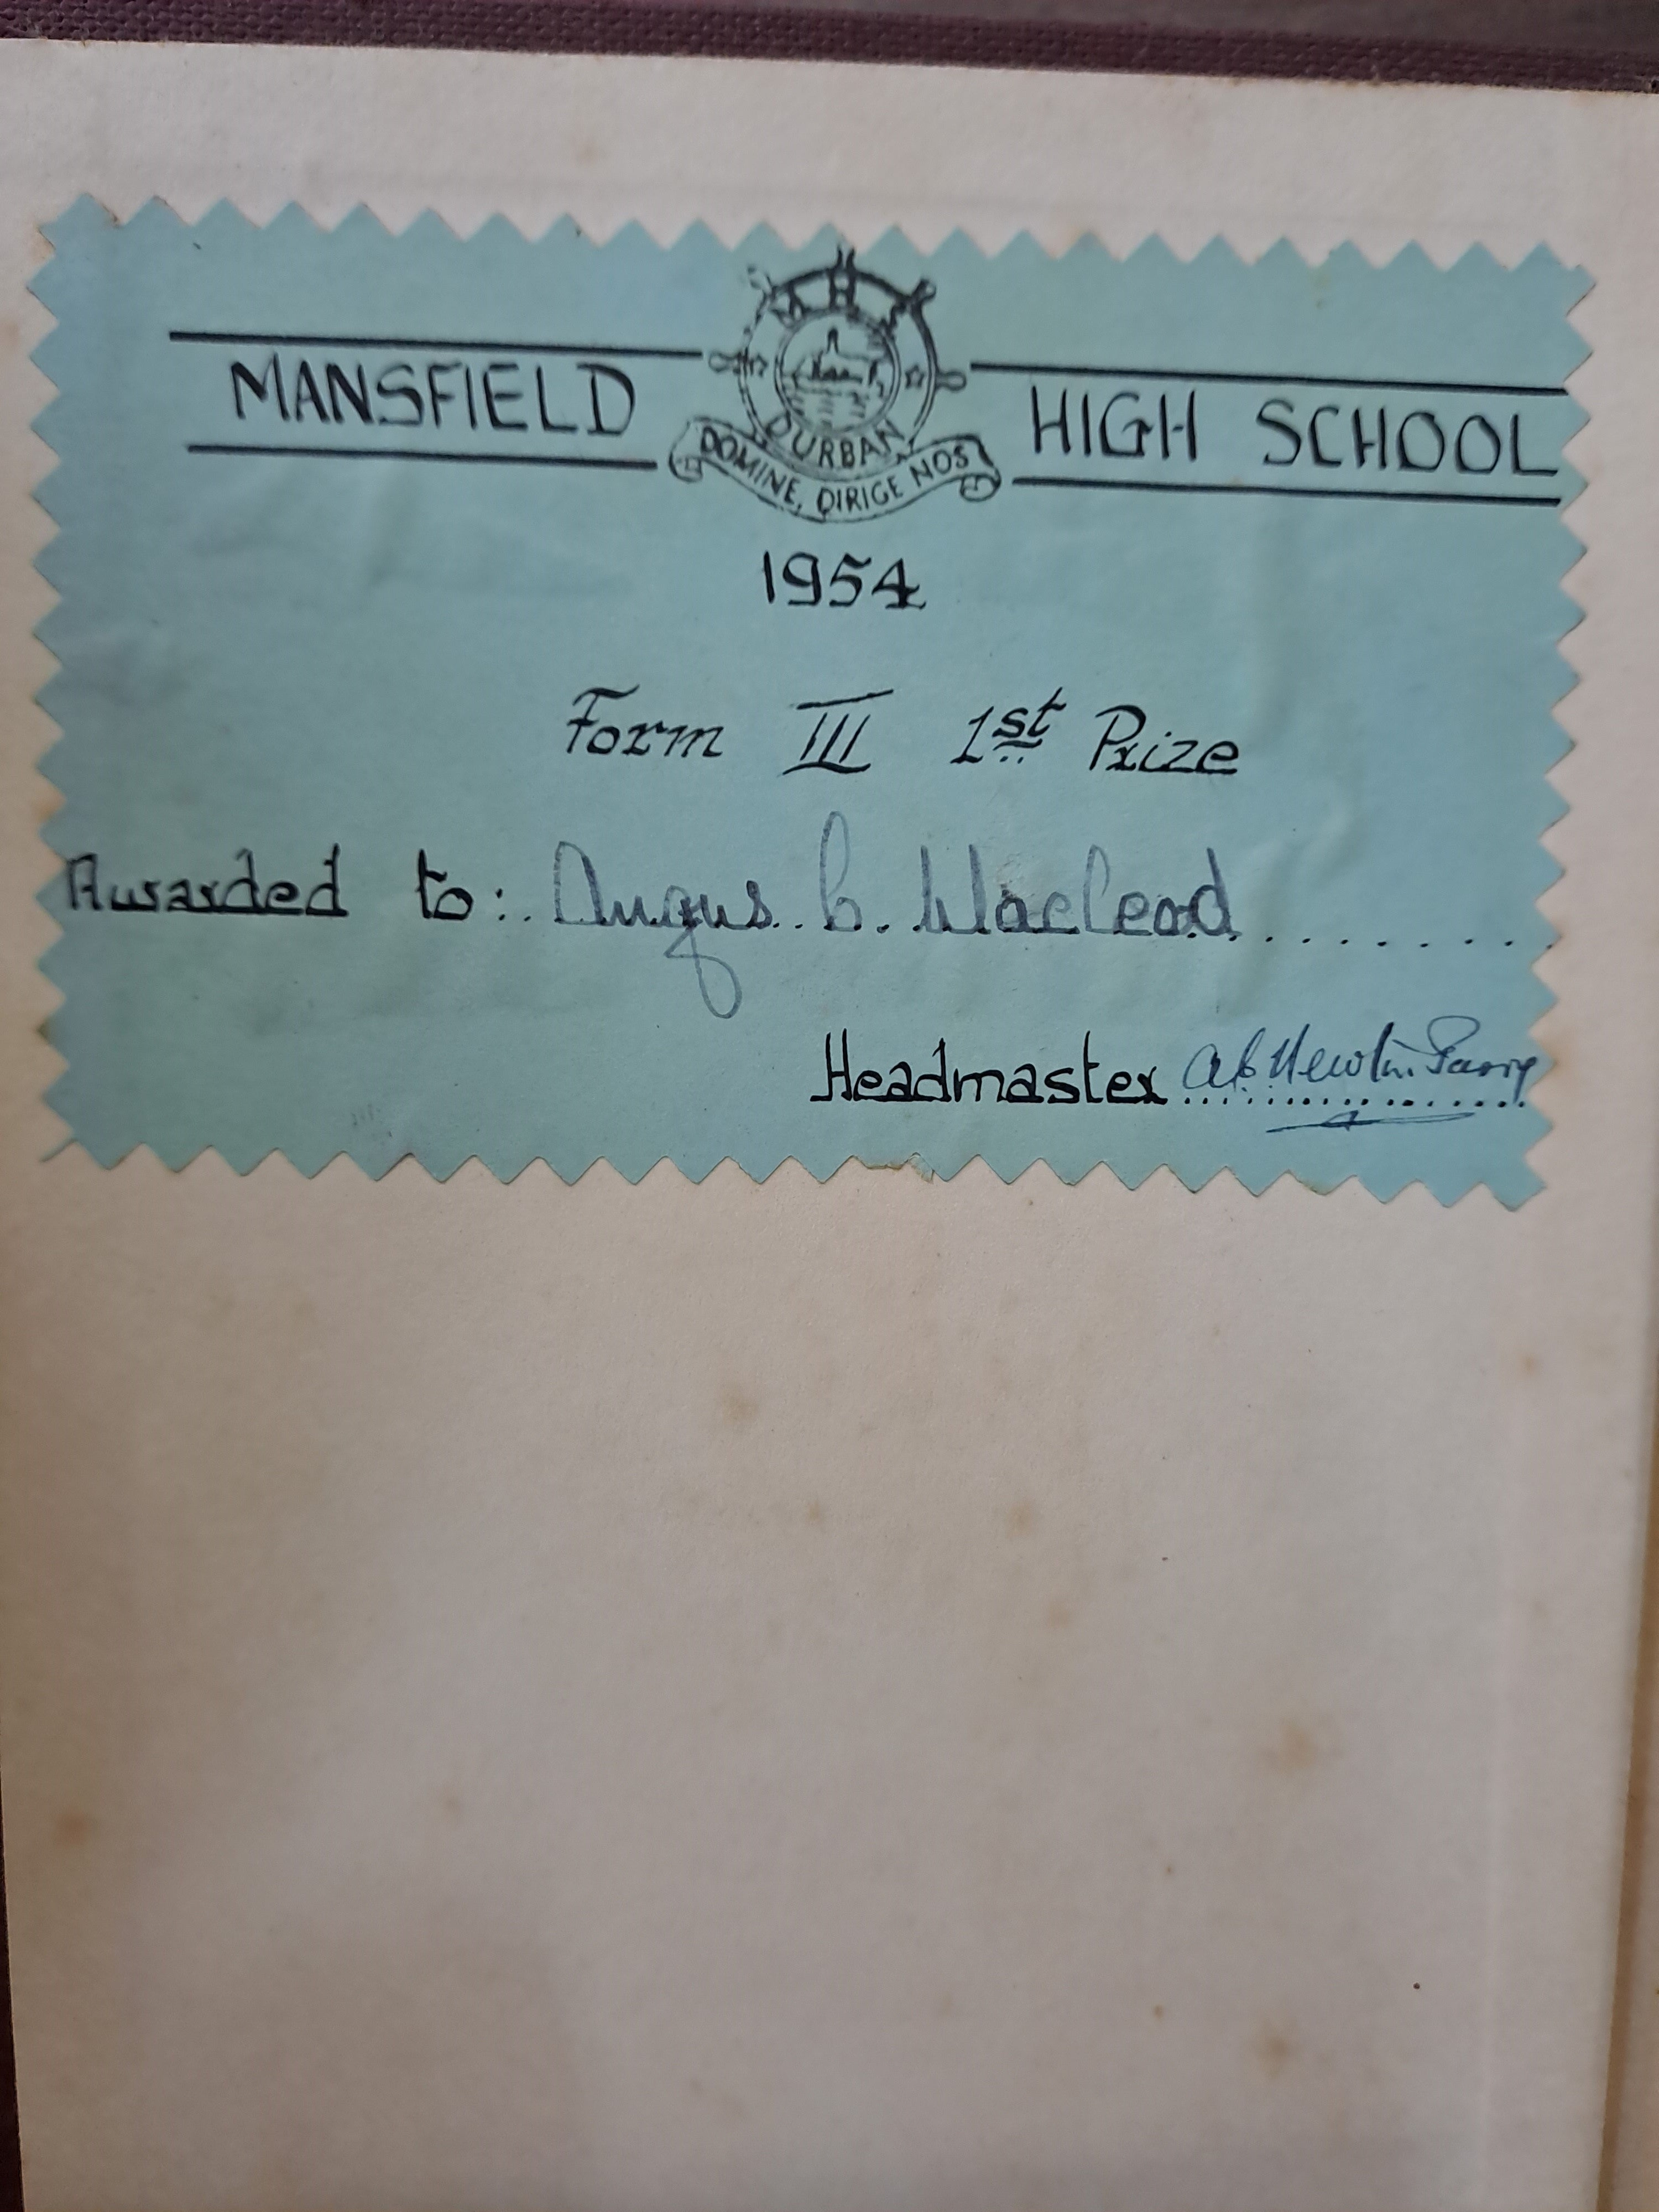 M H S
MANSFIELD HIGH SCHOOL
DURBAN
DOMINE, DIRIGE NOS
1954
Form III 1st Prize
Awarded to: Angus C. Macleod
Headmaster